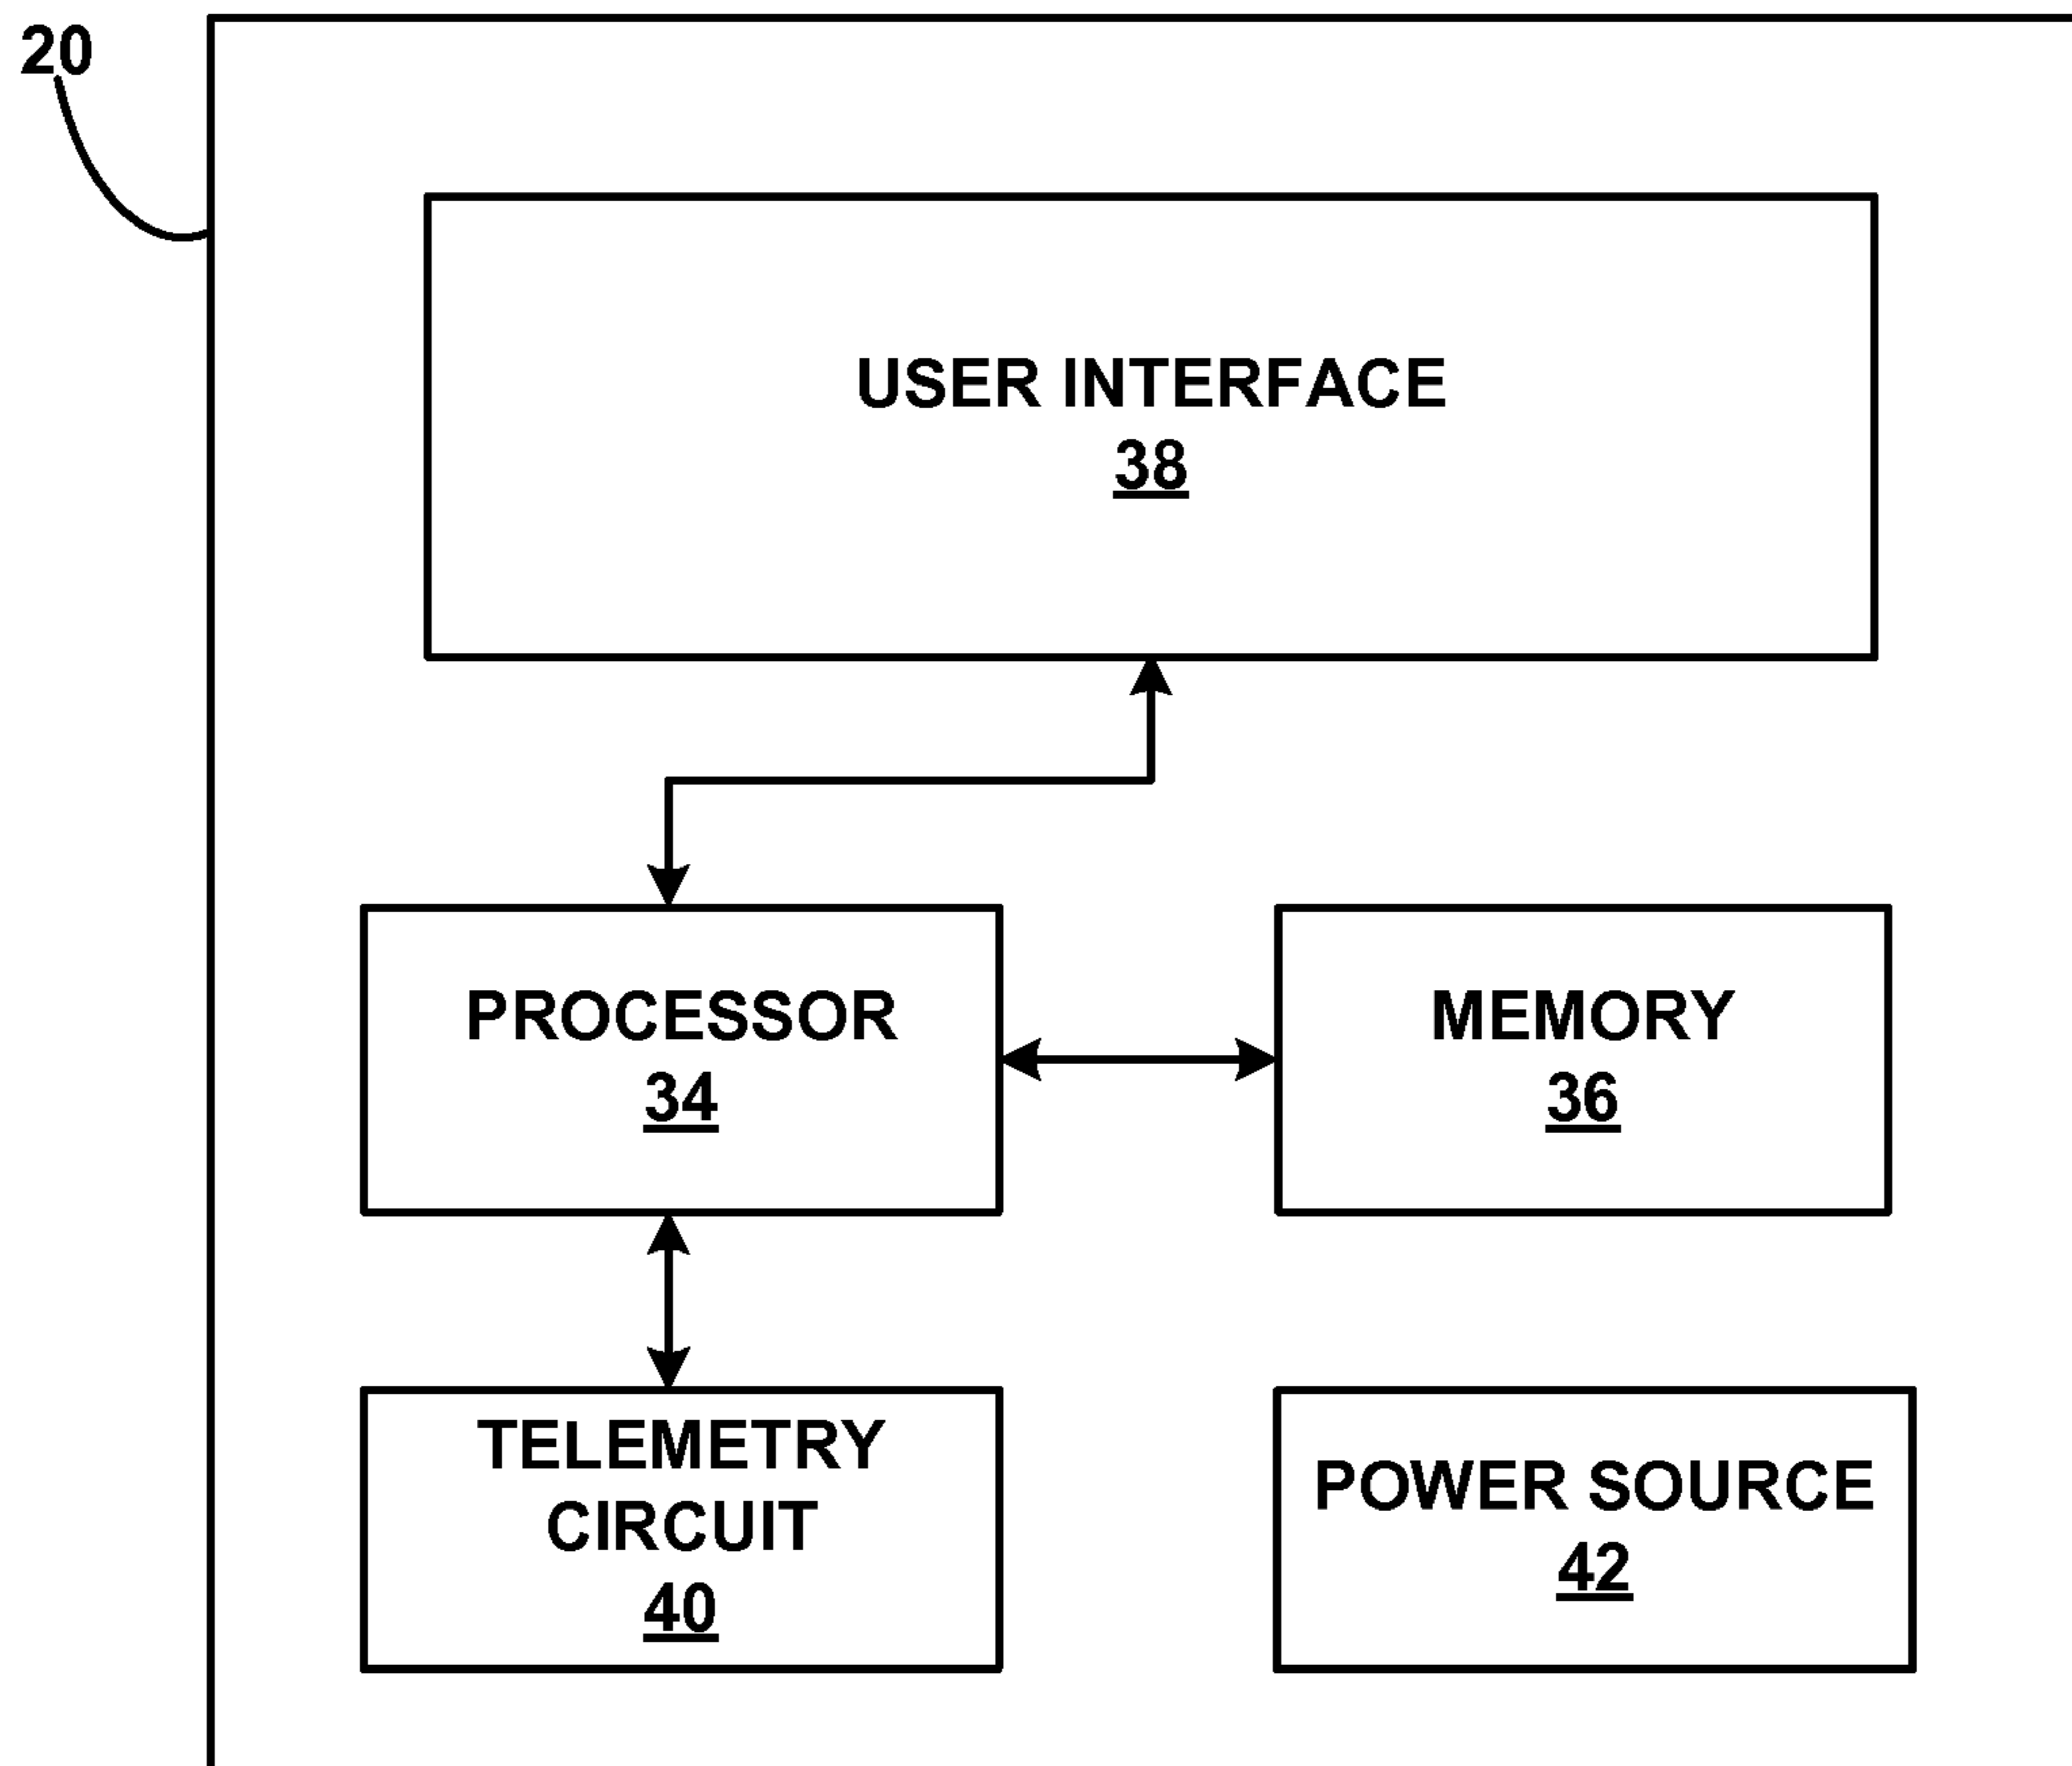 20
USER INTERFACE
38
PROCESSOR
34
MEMORY
36
TELEMETRY
CIRCUIT
40
POWER SOURCE
42